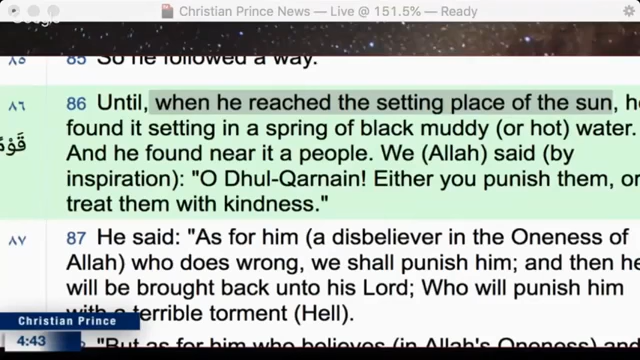 Christian Prince News — Live @ 151.5% — Ready
٨٥ 85 So he followed a way.
٨٦ 86 Until, when he reached the setting place of the sun, he
found it setting in a spring of black muddy (or hot) water.
And he found near it a people. We (Allah) said (by
inspiration): "O Dhul-Qarnain! Either you punish them, or
treat them with kindness."
٨٧ 87 He said: "As for him (a disbeliever in the Oneness of
Allah) who does wrong, we shall punish him; and then he
will be brought back unto his Lord; Who will punish him
with a terrible torment (Hell).
Christian Prince
4:43
"But as for him who believes (in Allah's Oneness) and